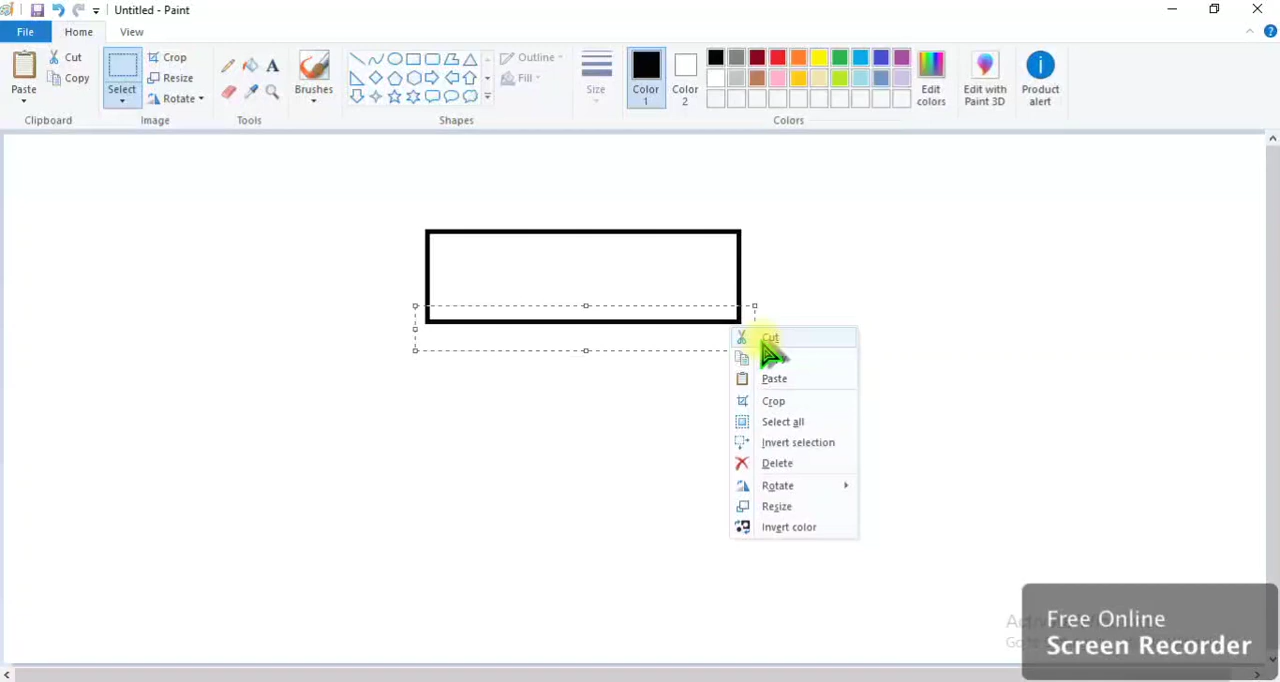 Untitled - Paint
File
Home
View
Paste
Cut
Copy
Clipboard
Select
Crop
Resize
Rotate
Image
A
Tools
Brushes
Outline
Fill
Shapes
Size
Color
1
Color
2
Edit
colors
Colors
Edit with
Paint 3D
Product
alert
Cut
Paste
Crop
Select all
Invert selection
Delete
Rotate
Resize
Invert color
Free Online
Screen Recorder